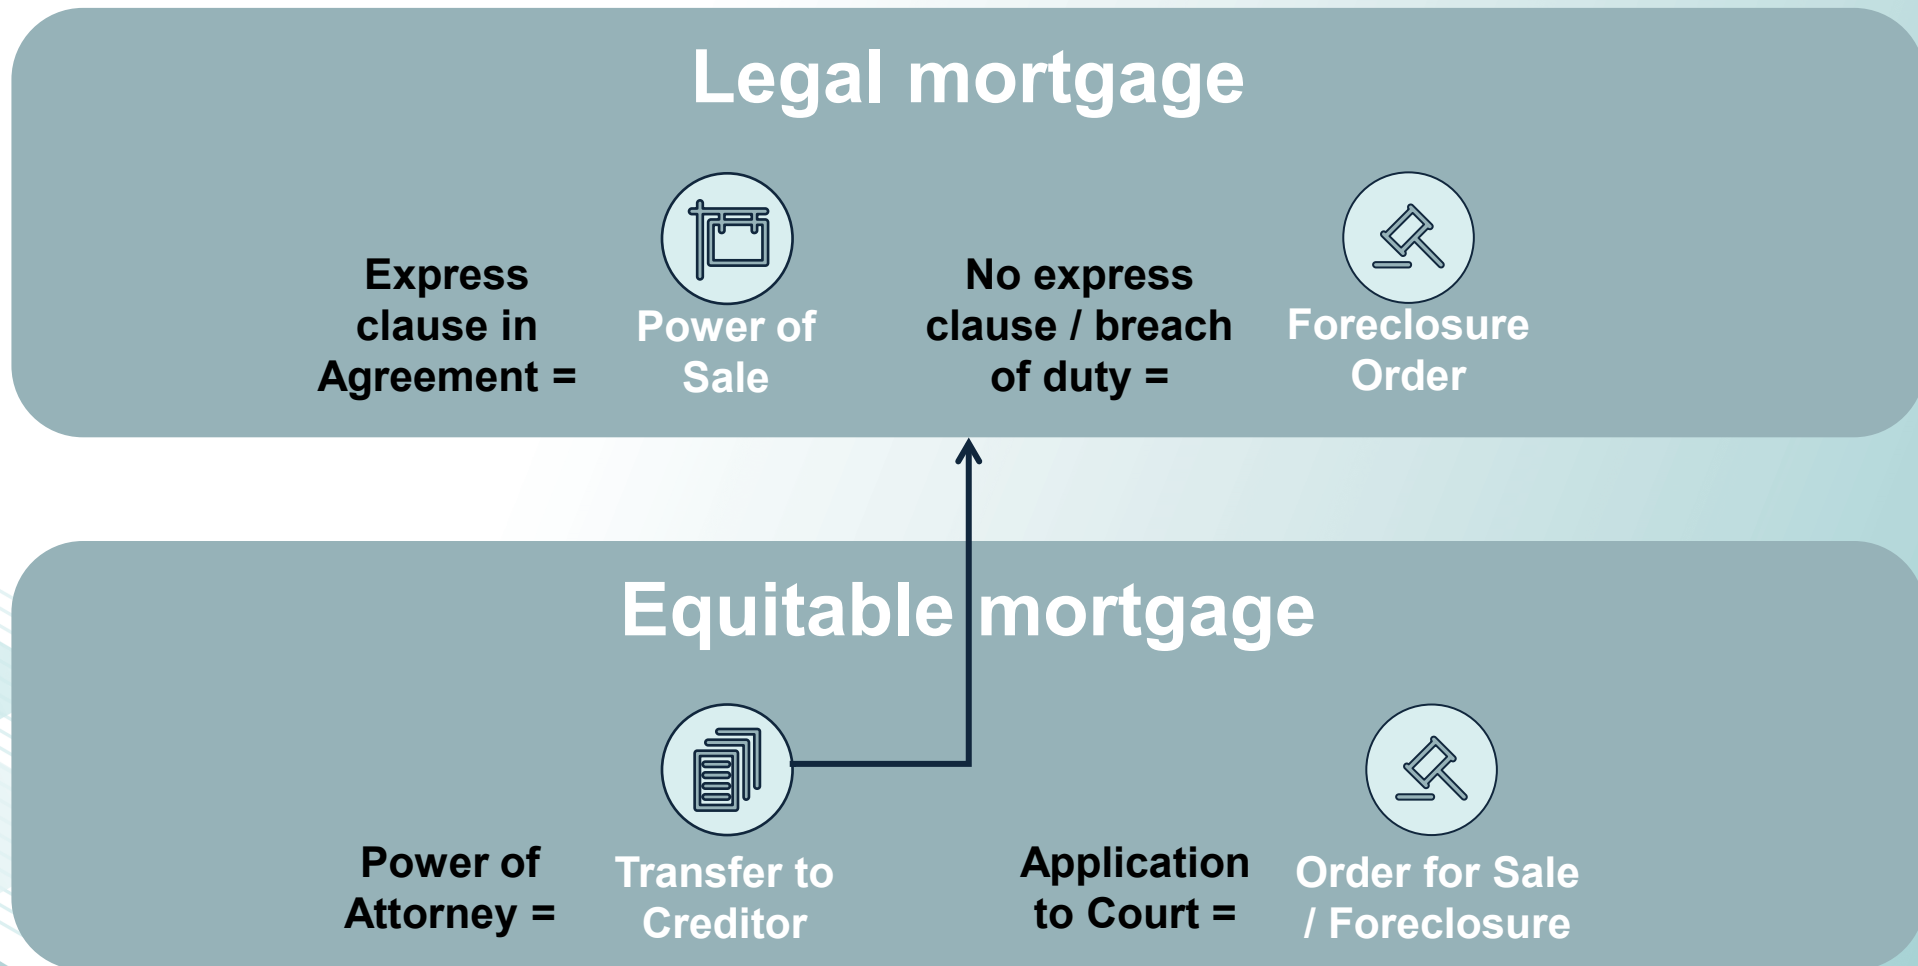 Legal mortgage
Express
clause in
Agreement =
Power of
Sale
No express
clause / breach
of duty =
Foreclosure
Order
Equitable mortgage
Power of
Attorney =
Transfer to
Creditor
Application
to Court =
Order for Sale
/ Foreclosure